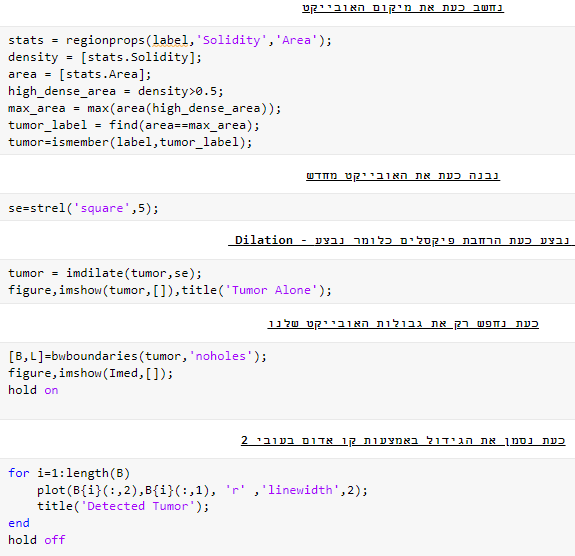 נחשב כעת את מיקום האובייקט
stats = regionprops(label,'Solidity','Area');
density = [stats.Solidity];
area = [stats.Area];
high_dense_area = density>0.5;
max_area = max(area(high_dense_area));
tumor_label = find(area==max_area);
tumor=ismember(label,tumor_label);
נבנה כעת את האובייקט מחדש
se=strel('square',5);
נבצע כעת הרחבת פיקסלים כלומר נבצע - Dilation
tumor = imdilate(tumor,se);
figure,imshow(tumor,[]),title('Tumor Alone');
כעת נחפש רק את גבולות האובייקט שלנו
[B,L]=bwboundaries(tumor,'noholes');
figure,imshow(Imed,[]);
hold on
כעת נסמן את הגידול באמצעות קו אדום בעובי 2
for i=1:length(B)
    plot(B{i}(:,2),B{i}(:,1), 'r' ,'linewidth',2);
    title('Detected Tumor');
end
hold off